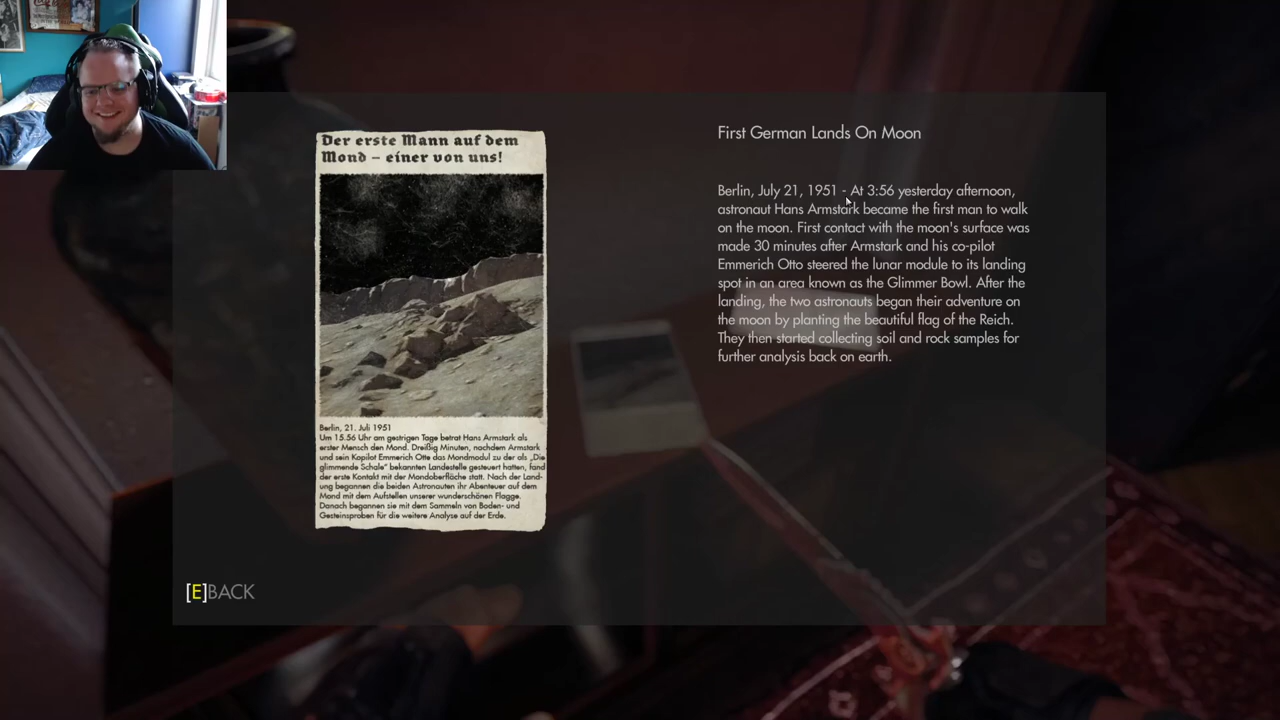 Der erste Mann auf dem
Mond – einer von uns!
Berlin, 21. Juli 1951
Um 15.56 Uhr am gestrigen Tage betrat Hans Armstark als
erster Mensch den Mond. Dreißig Minuten, nachdem Armstark
und sein Kopilot Emmerich Otte das Mondmodul zu der als „Die
glimmende Schale“ bekannten Landestelle gesteuert hatten, fand
der erste Kontakt mit der Mondoberfläche statt. Nach der Land-
ung begannen die beiden Astronauten ihr Abenteuer auf dem
Mond mit dem Aufstellen unserer wunderschönen Flagge.
Danach begannen sie mit dem Sammeln von Boden- und
Gesteinsproben für die weitere Analyse auf der Erde.
First German Lands On Moon
Berlin, July 21, 1951 - At 3:56 yesterday afternoon,
astronaut Hans Armstark became the first man to walk
on the moon. First contact with the moon's surface was
made 30 minutes after Armstark and his co-pilot
Emmerich Otto steered the lunar module to its landing
spot in an area known as the Glimmer Bowl. After the
landing, the two astronauts began their adventure on
the moon by planting the beautiful flag of the Reich.
They then started collecting soil and rock samples for
further analysis back on earth.
[E]BACK